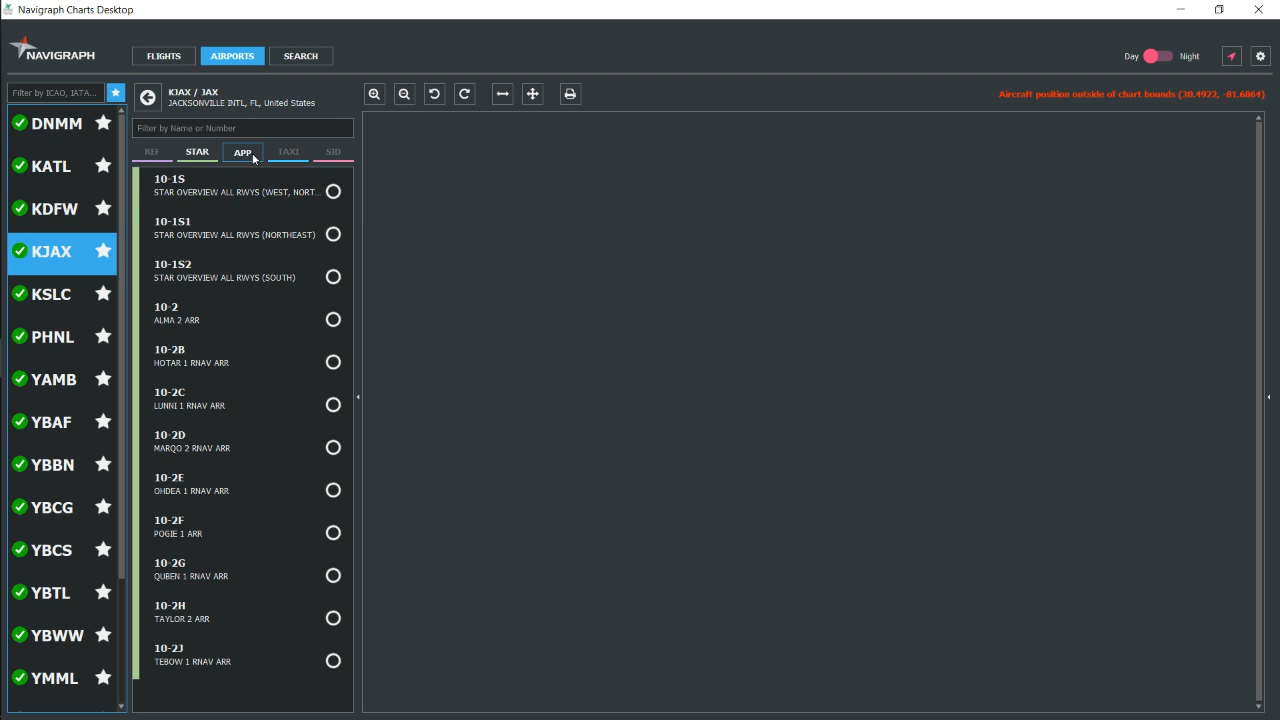 Navigraph Charts Desktop
NAVIGRAPH
FLIGHTS
AIRPORTS
SEARCH
Day
Night
Filter by ICAO, IATA...
DNMM
KATL
KDFW
KJAX
KSLC
PHNL
YAMB
YBAF
YBBN
YBCG
YBCS
YBTL
YBWW
YMML
KJAX / JAX
JACKSONVILLE INTL, FL, United States
Aircraft position outside of chart bounds (30.4922, -81.6864)
Filter by Name or Number
REF
STAR
APP
TAXI
SID
10-1S
STAR OVERVIEW ALL RWYS (WEST, NORT...
10-1S1
STAR OVERVIEW ALL RWYS (NORTHEAST)
10-1S2
STAR OVERVIEW ALL RWYS (SOUTH)
10-2
ALMA 2 ARR
10-2B
HOTAR 1 RNAV ARR
10-2C
LUNNI 1 RNAV ARR
10-2D
MARQO 2 RNAV ARR
10-2E
OHDEA 1 RNAV ARR
10-2F
POGIE 1 ARR
10-2G
QUBEN 1 RNAV ARR
10-2H
TAYLOR 2 ARR
10-2J
TEBOW 1 RNAV ARR